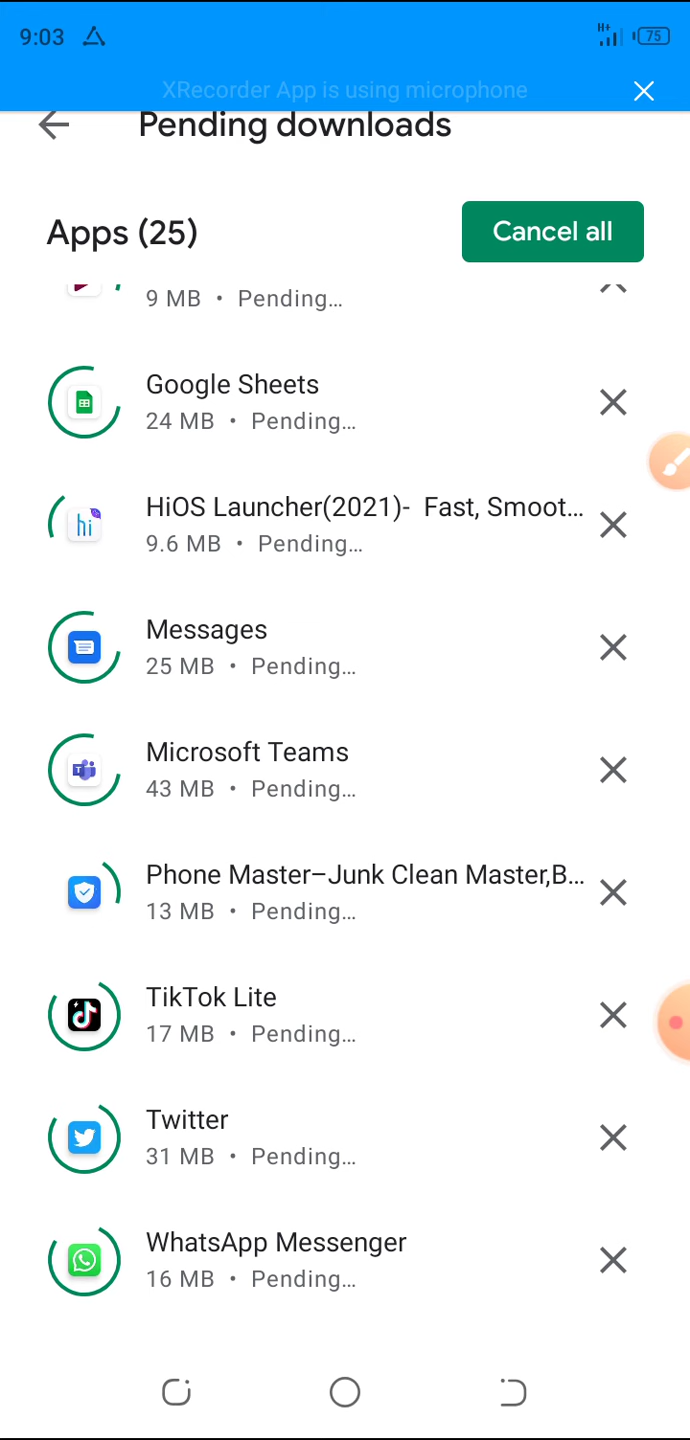 9:03
H+
75
XRecorder App is using microphone
Pending downloads
Apps (25)
Cancel all
9 MB • Pending…
Google Sheets
24 MB • Pending…
hi
HiOS Launcher(2021)- Fast, Smoot…
9.6 MB • Pending…
Messages
25 MB • Pending…
T
Microsoft Teams
43 MB • Pending…
Phone Master–Junk Clean Master,B…
13 MB • Pending…
TikTok Lite
17 MB • Pending…
Twitter
31 MB • Pending…
WhatsApp Messenger
16 MB • Pending…